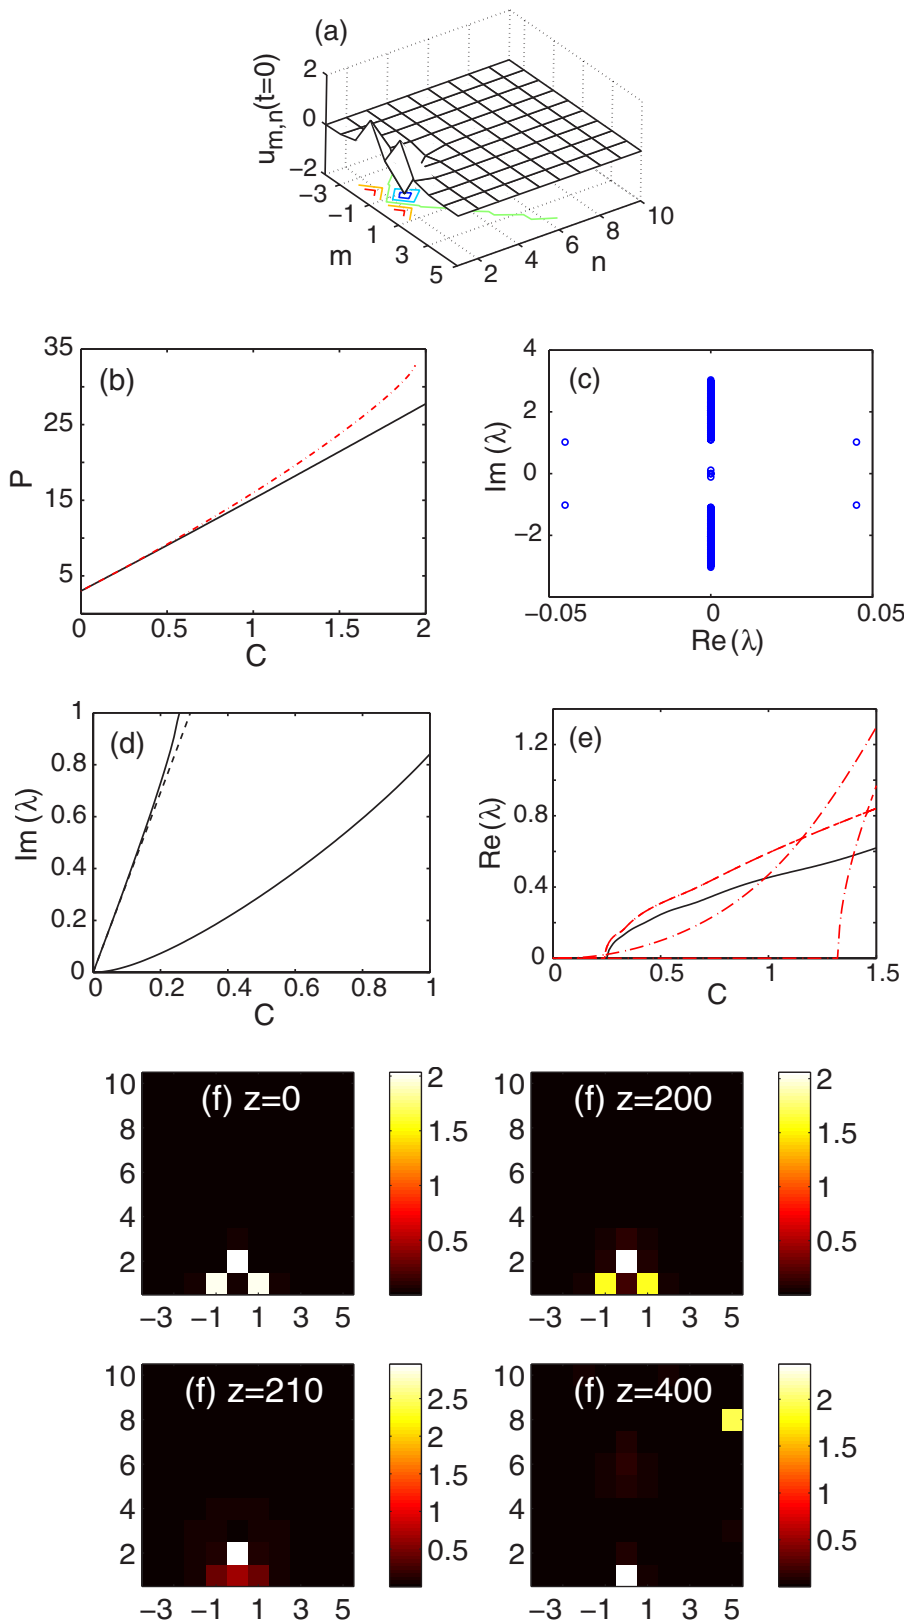 (a)
u_{m,n}(t=0)
2
0
−2
−3
−1
1
3
5
m
2
4
6
8
10
n
(b)
P
35
25
15
5
0 0.5 1 1.5 2
C
(c)
Im (λ)
4
2
0
−2
−0.05 0 0.05
Re (λ)
(d)
Im (λ)
1
0.8
0.6
0.4
0.2
0
0 0.2 0.4 0.6 0.8 1
C
(e)
Re (λ)
1.2
0.8
0.4
0
0 0.5 1 1.5
C
(f) z=0
10
8
6
4
2
−3 −1 1 3 5
2
1.5
1
0.5
(f) z=200
10
8
6
4
2
−3 −1 1 3 5
2
1.5
1
0.5
(f) z=210
10
8
6
4
2
−3 −1 1 3 5
2.5
2
1.5
1
0.5
(f) z=400
10
8
6
4
2
−3 −1 1 3 5
2
1.5
1
0.5